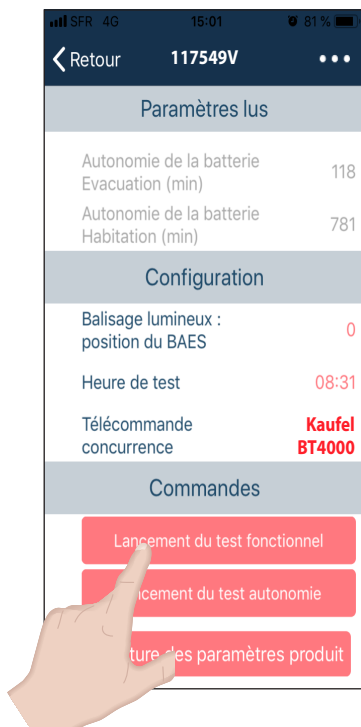 SFR 4G 15:01 81 %
Retour 117549V
Paramètres lus
Autonomie de la batterie
Evacuation (min) 118
Autonomie de la batterie
Habitation (min) 781
Configuration
Balisage lumineux :
position du BAES 0
Heure de test 08:31
Télécommande Kaufel
concurrence BT4000
Commandes
Lancement du test fonctionnel
cement du test autonomie
ture des paramètres produit